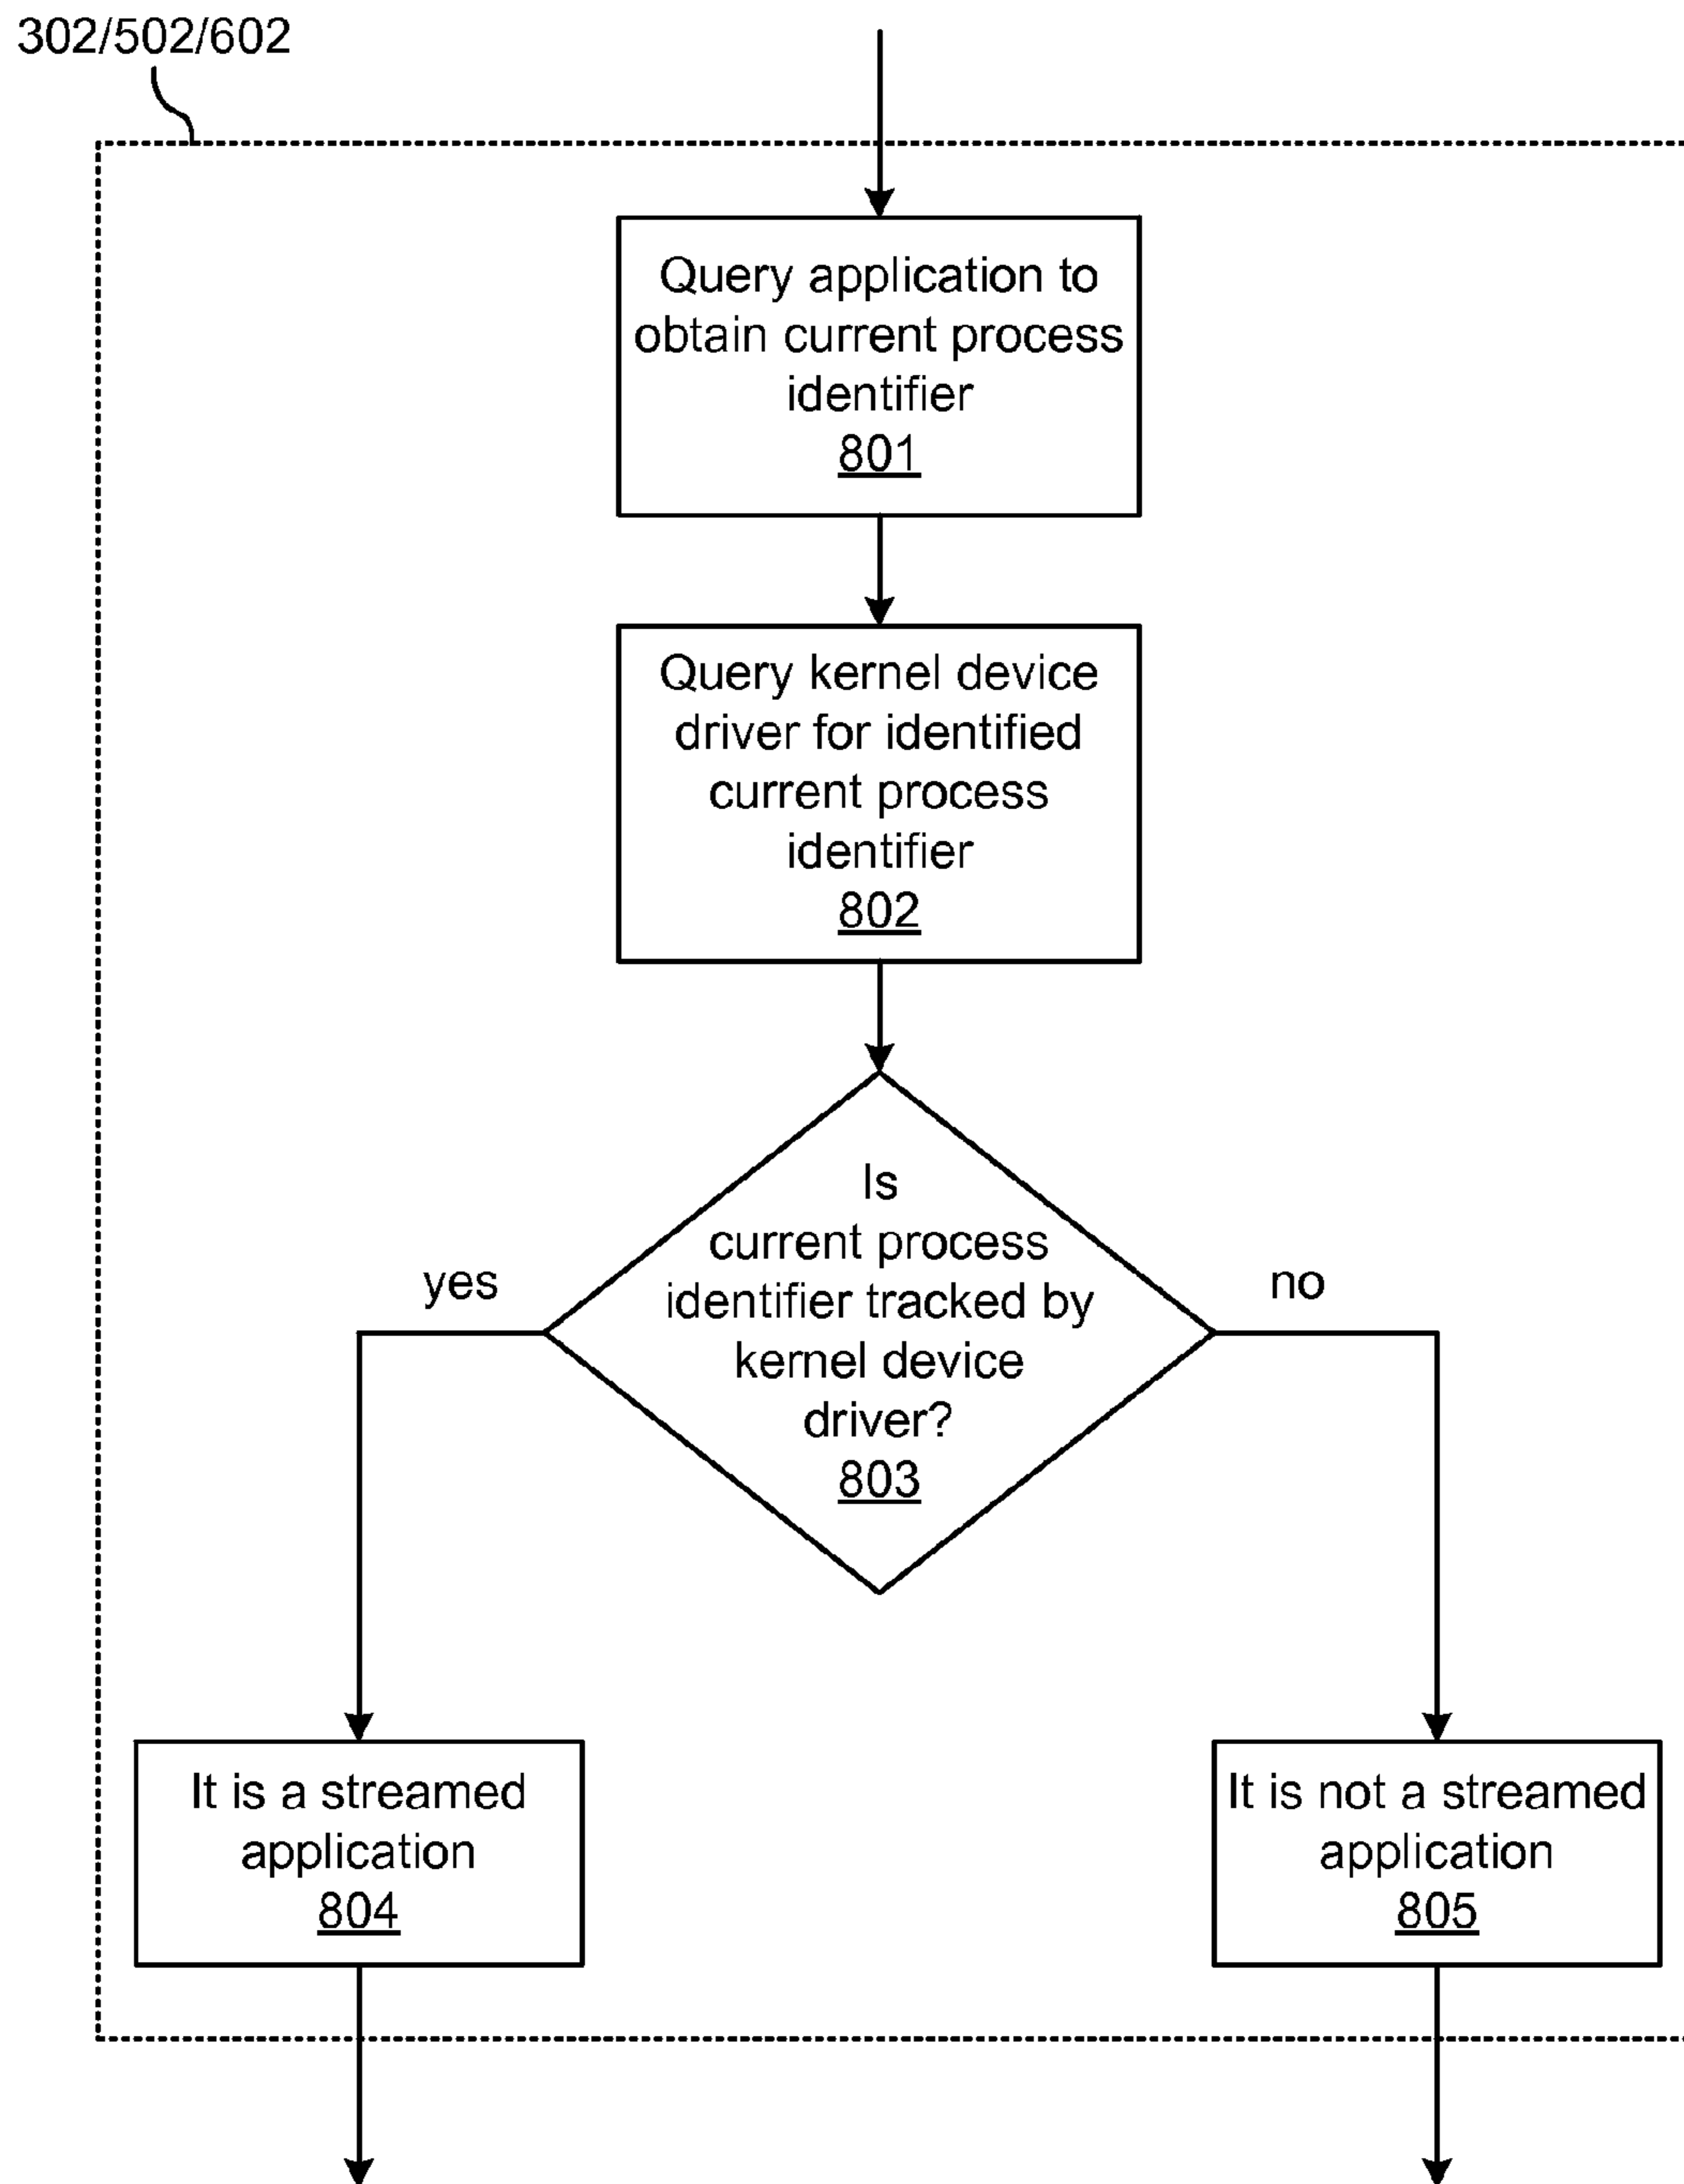 302/502/602
Query application to
obtain current process
identifier
801
Query kernel device
driver for identified
current process
identifier
802
Is
current process
identifier tracked by
kernel device
driver?
803
yes
no
It is a streamed
application
804
It is not a streamed
application
805